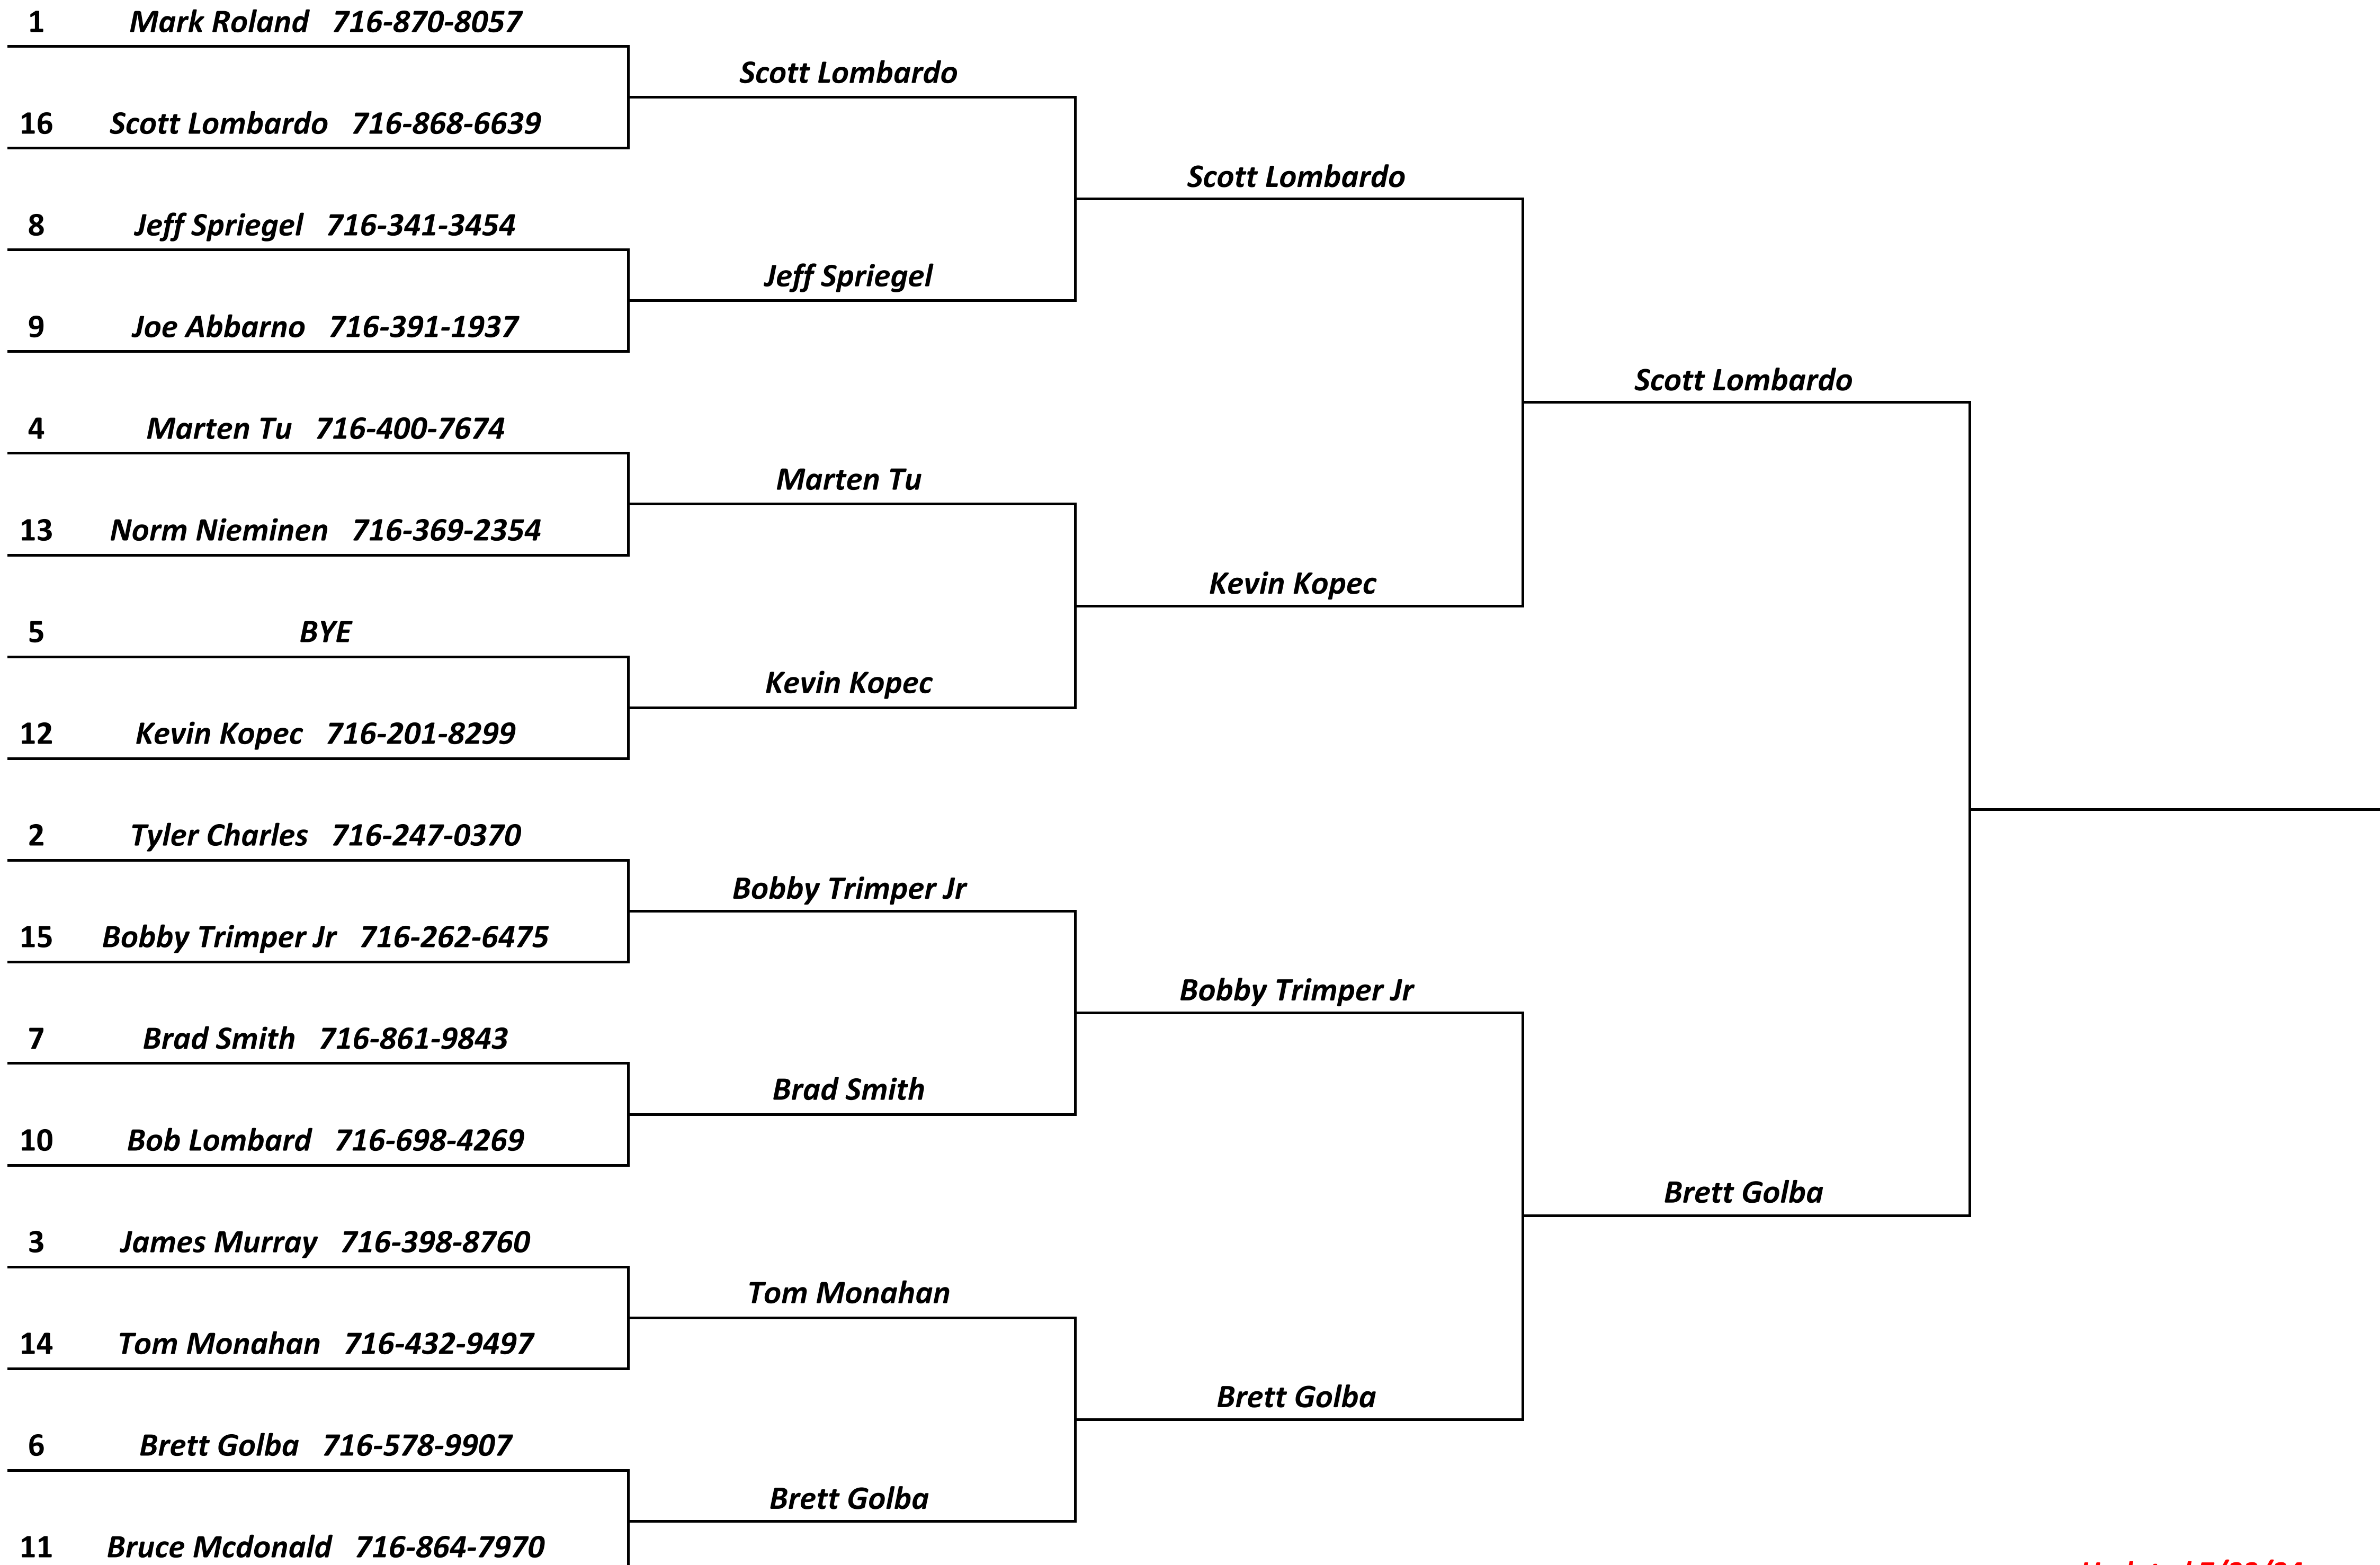 1 Mark Roland 716-870-8057
Scott Lombardo
16 Scott Lombardo 716-868-6639
Scott Lombardo
8 Jeff Spriegel 716-341-3454
Jeff Spriegel
9 Joe Abbarno 716-391-1937
Scott Lombardo
4 Marten Tu 716-400-7674
Marten Tu
13 Norm Nieminen 716-369-2354
Kevin Kopec
5 BYE
Kevin Kopec
12 Kevin Kopec 716-201-8299
2 Tyler Charles 716-247-0370
Bobby Trimper Jr
15 Bobby Trimper Jr 716-262-6475
Bobby Trimper Jr
7 Brad Smith 716-861-9843
Brad Smith
10 Bob Lombard 716-698-4269
Brett Golba
3 James Murray 716-398-8760
Tom Monahan
14 Tom Monahan 716-432-9497
Brett Golba
6 Brett Golba 716-578-9907
Brett Golba
11 Bruce Mcdonald 716-864-7970